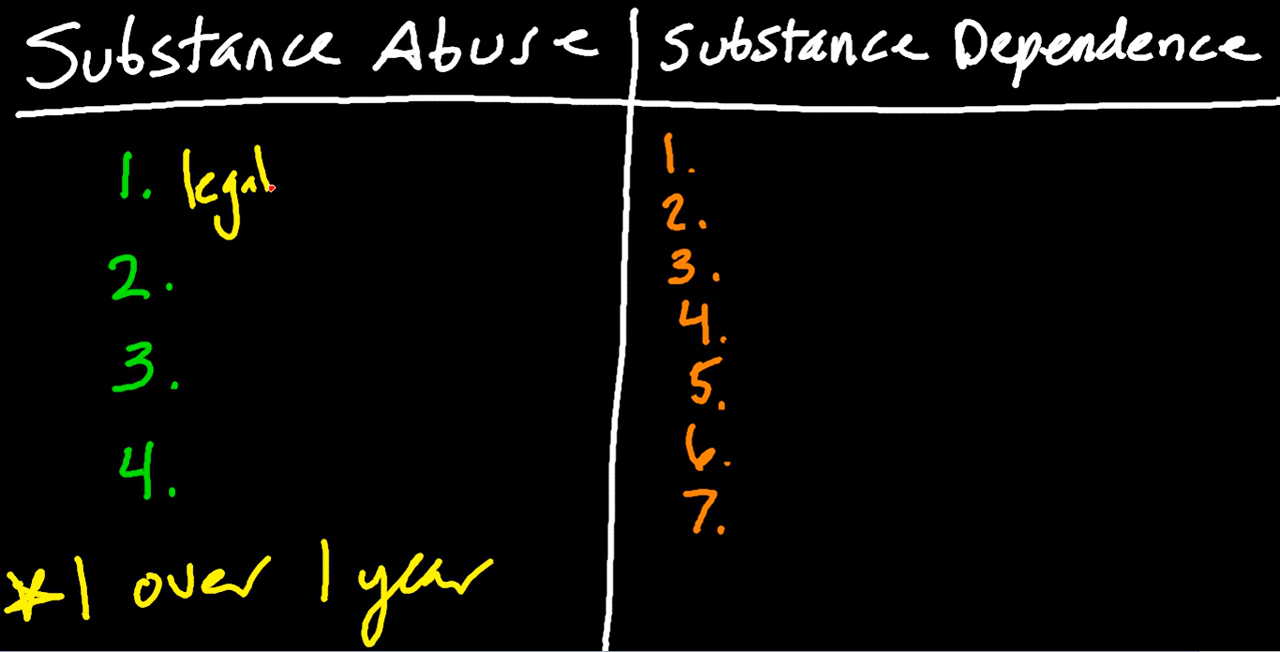 Substance Abuse
Substance Dependence
1. legal
2.
3.
4.
*1 over 1 year
1.
2.
3.
4.
5.
6.
7.